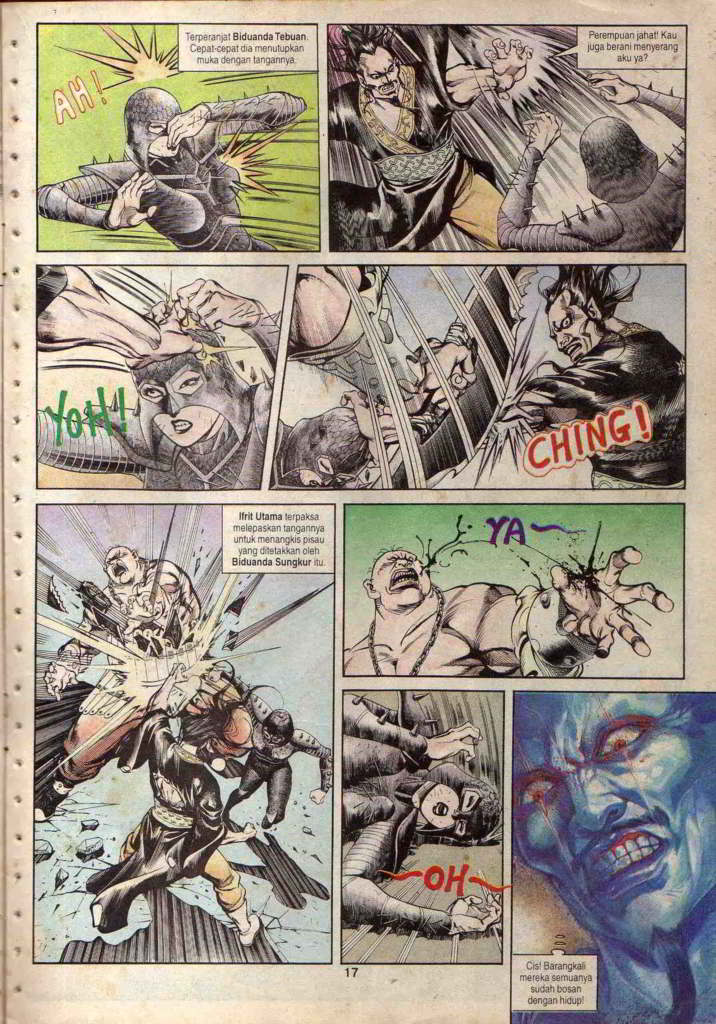 Terperanjat Biduanda Tebuan.
Cepat-cepat dia menutupkan
muka dengan tangannya.
AH!
Perempuan jahat! Kau
juga berani menyerang
aku ya?
YOH!
CHING!
Ifrit Utama terpaksa
melepaskan tangannya
untuk menangkis pisau
yang ditetakkan oleh
Biduanda Sungkur itu.
YA~
~OH~
Cis! Barangkali
mereka semuanya
sudah bosan
dengan hidup!
17